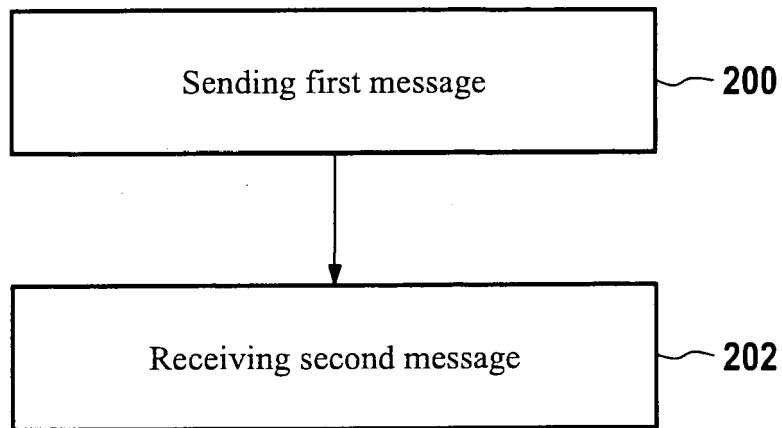 Sending first message
200
Receiving second message
202